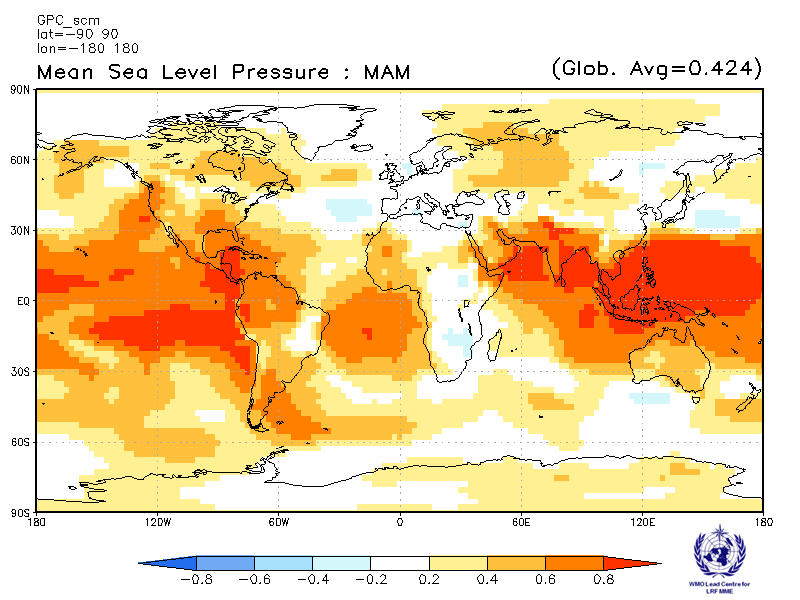 GPC_scm
lat=−90 90
lon=−180 180
Mean Sea Level Pressure : MAM
(Glob. Avg=0.424)
90N
60N
30N
EQ
30S
60S
90S
180 120W 60W 0 60E 120E 180
−0.8 −0.6 −0.4 −0.2 0.2 0.4 0.6 0.8
WMO Lead Centre for
LRF MME